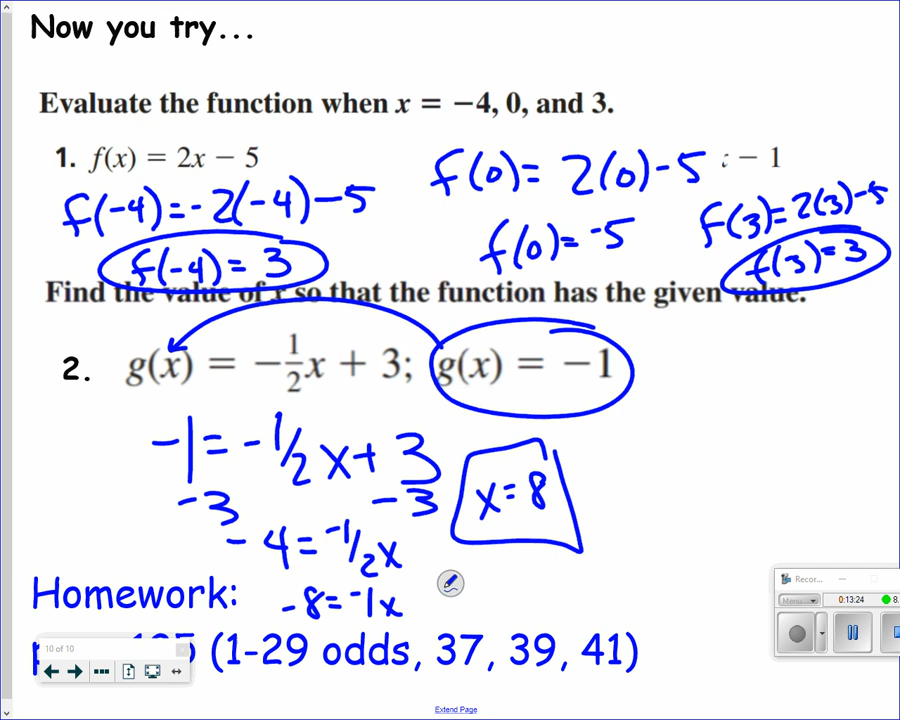 Now you try...
Evaluate the function when x = −4, 0, and 3.
1. f(x) = 2x − 5
− 1
f(-4)=-2(-4)-5
f(0)= 2(0)-5
f(3)=2(3)-5
f(-4)= 3
f(0)=-5
f(3)=3
Find the value of x so that the function has the given value.
2. g(x) = −1/2x + 3; g(x) = −1
-1=-1/2x+3
-3 -3
x=8
-4=-1/2x
-8=-1x
Homework:
(1-29 odds, 37, 39, 41)
10 of 10
Recor...
Menu
0:13:24
8.
Extend Page